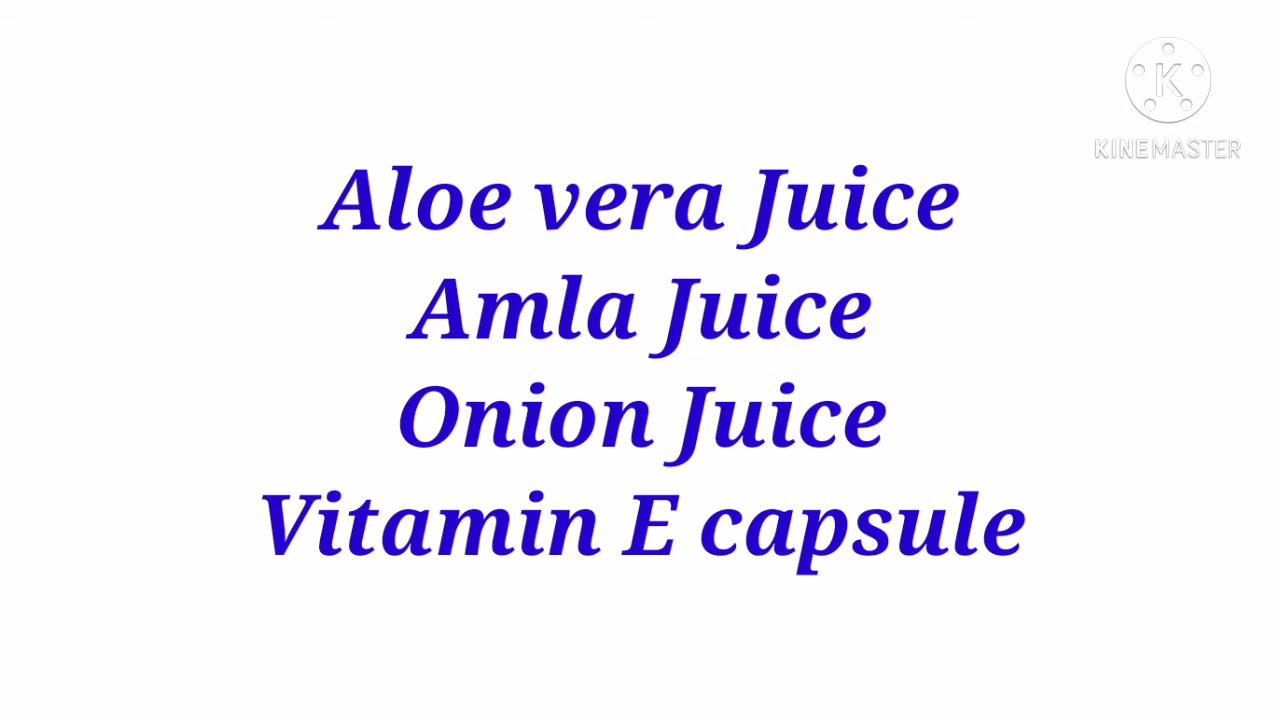 K
KINEMASTER
Aloe vera Juice
Amla Juice
Onion Juice
Vitamin E capsule